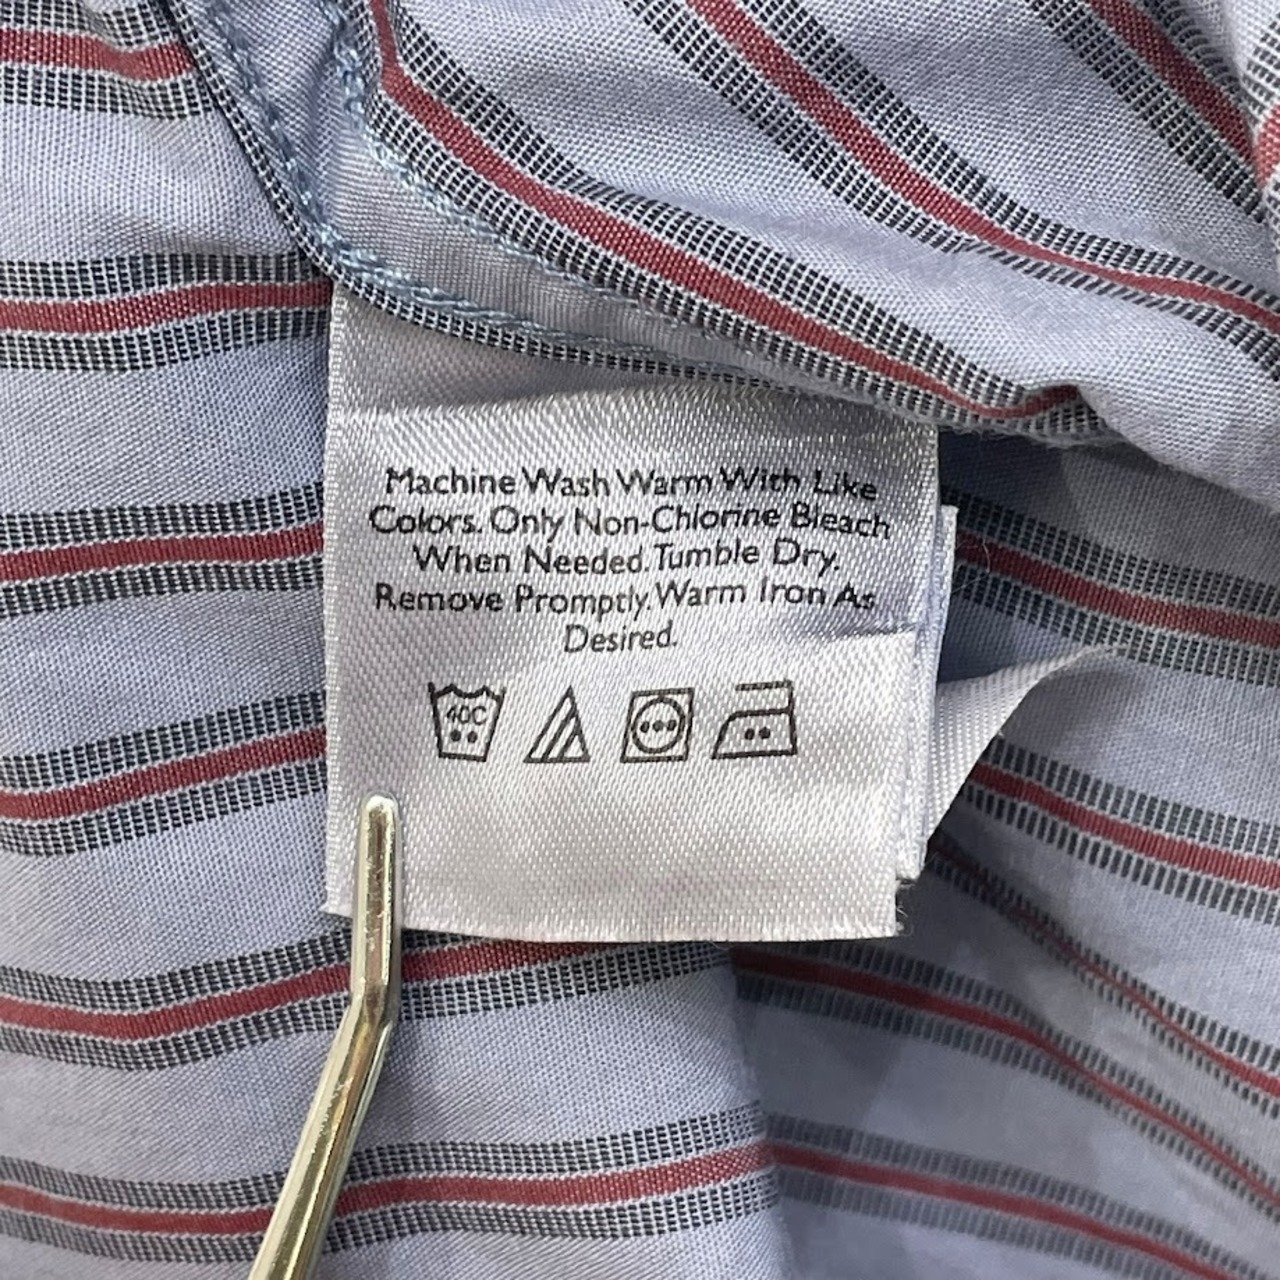 Machine Wash Warm With Like
Colors. Only Non-Chlorine Bleach
When Needed. Tumble Dry.
Remove Promptly. Warm Iron As
Desired.
40C